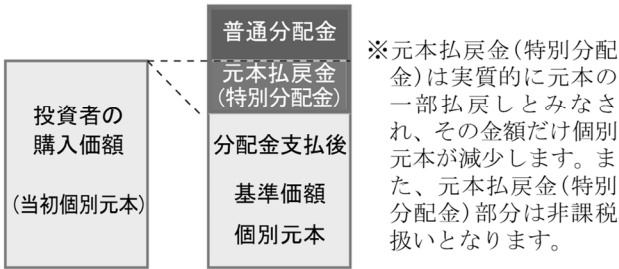 普通分配金
元本払戻金
(特別分配金)
投資者の
購入価額
(当初個別元本)
分配金支払後
基準価額
個別元本
※元本払戻金(特別分配
金)は実質的に元本の
一部払戻しとみなさ
れ、その金額だけ個別
元本が減少します。ま
た、元本払戻金(特別
分配金)部分は非課税
扱いとなります。